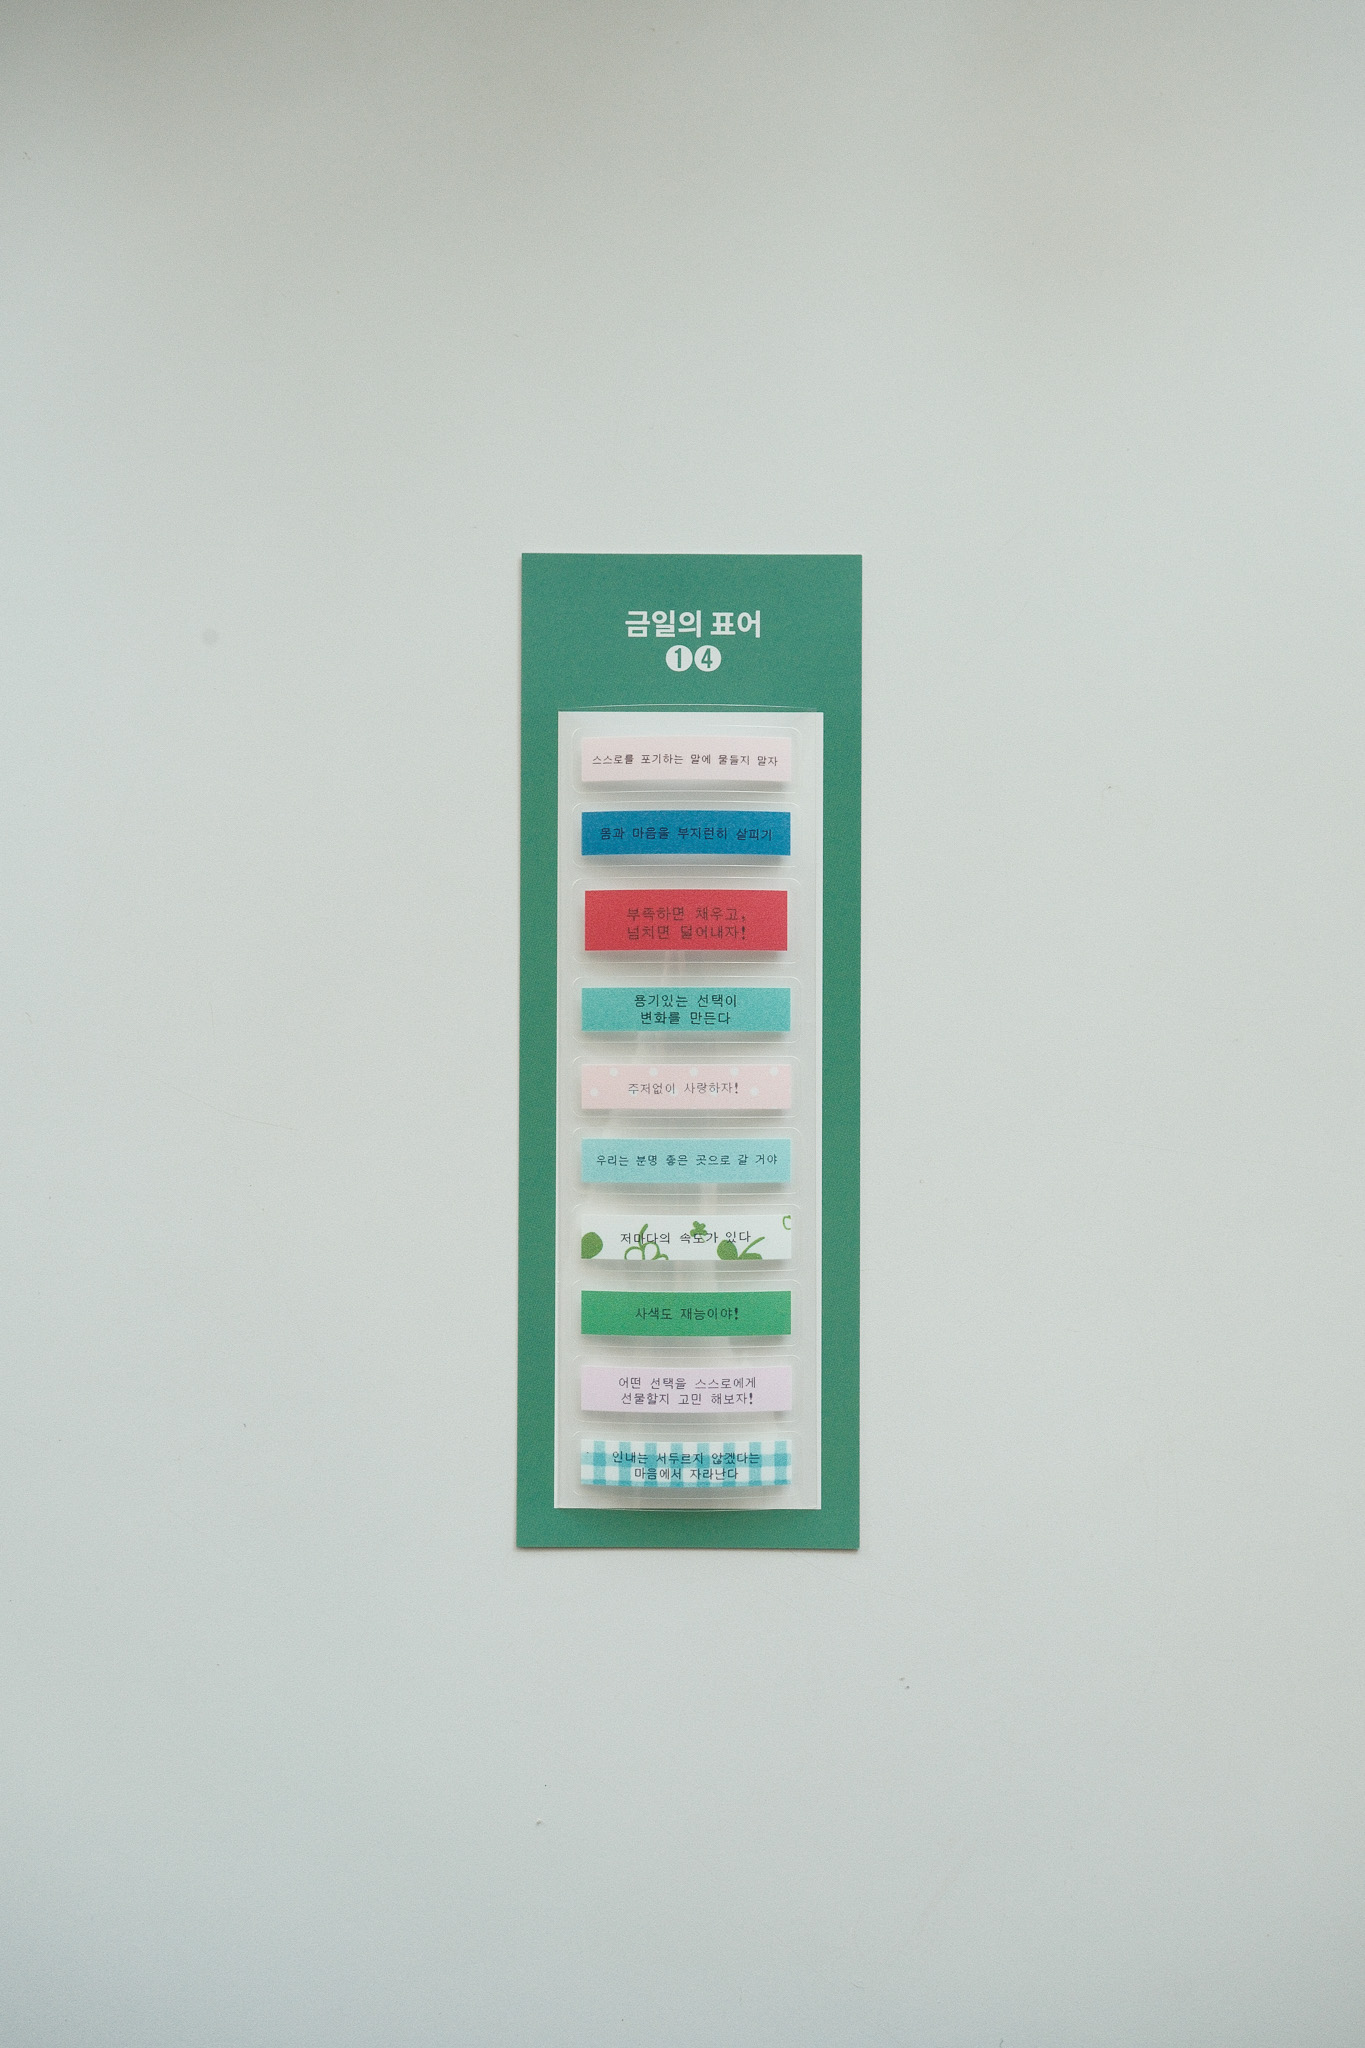 금일의 표어
❶❹
스스로를 포기하는 말에 물들지 말자
몸과 마음을 부지런히 살피기
부족하면 채우고,
넘치면 덜어내자!
용기있는 선택이
변화를 만든다
주저없이 사랑하자!
우리는 분명 좋은 곳으로 갈 거야
저마다의 속도가 있다
사색도 재능이야!
어떤 선택을 스스로에게
선물할지 고민 해보자!
인내는 서두르지 않겠다는
마음에서 자라난다